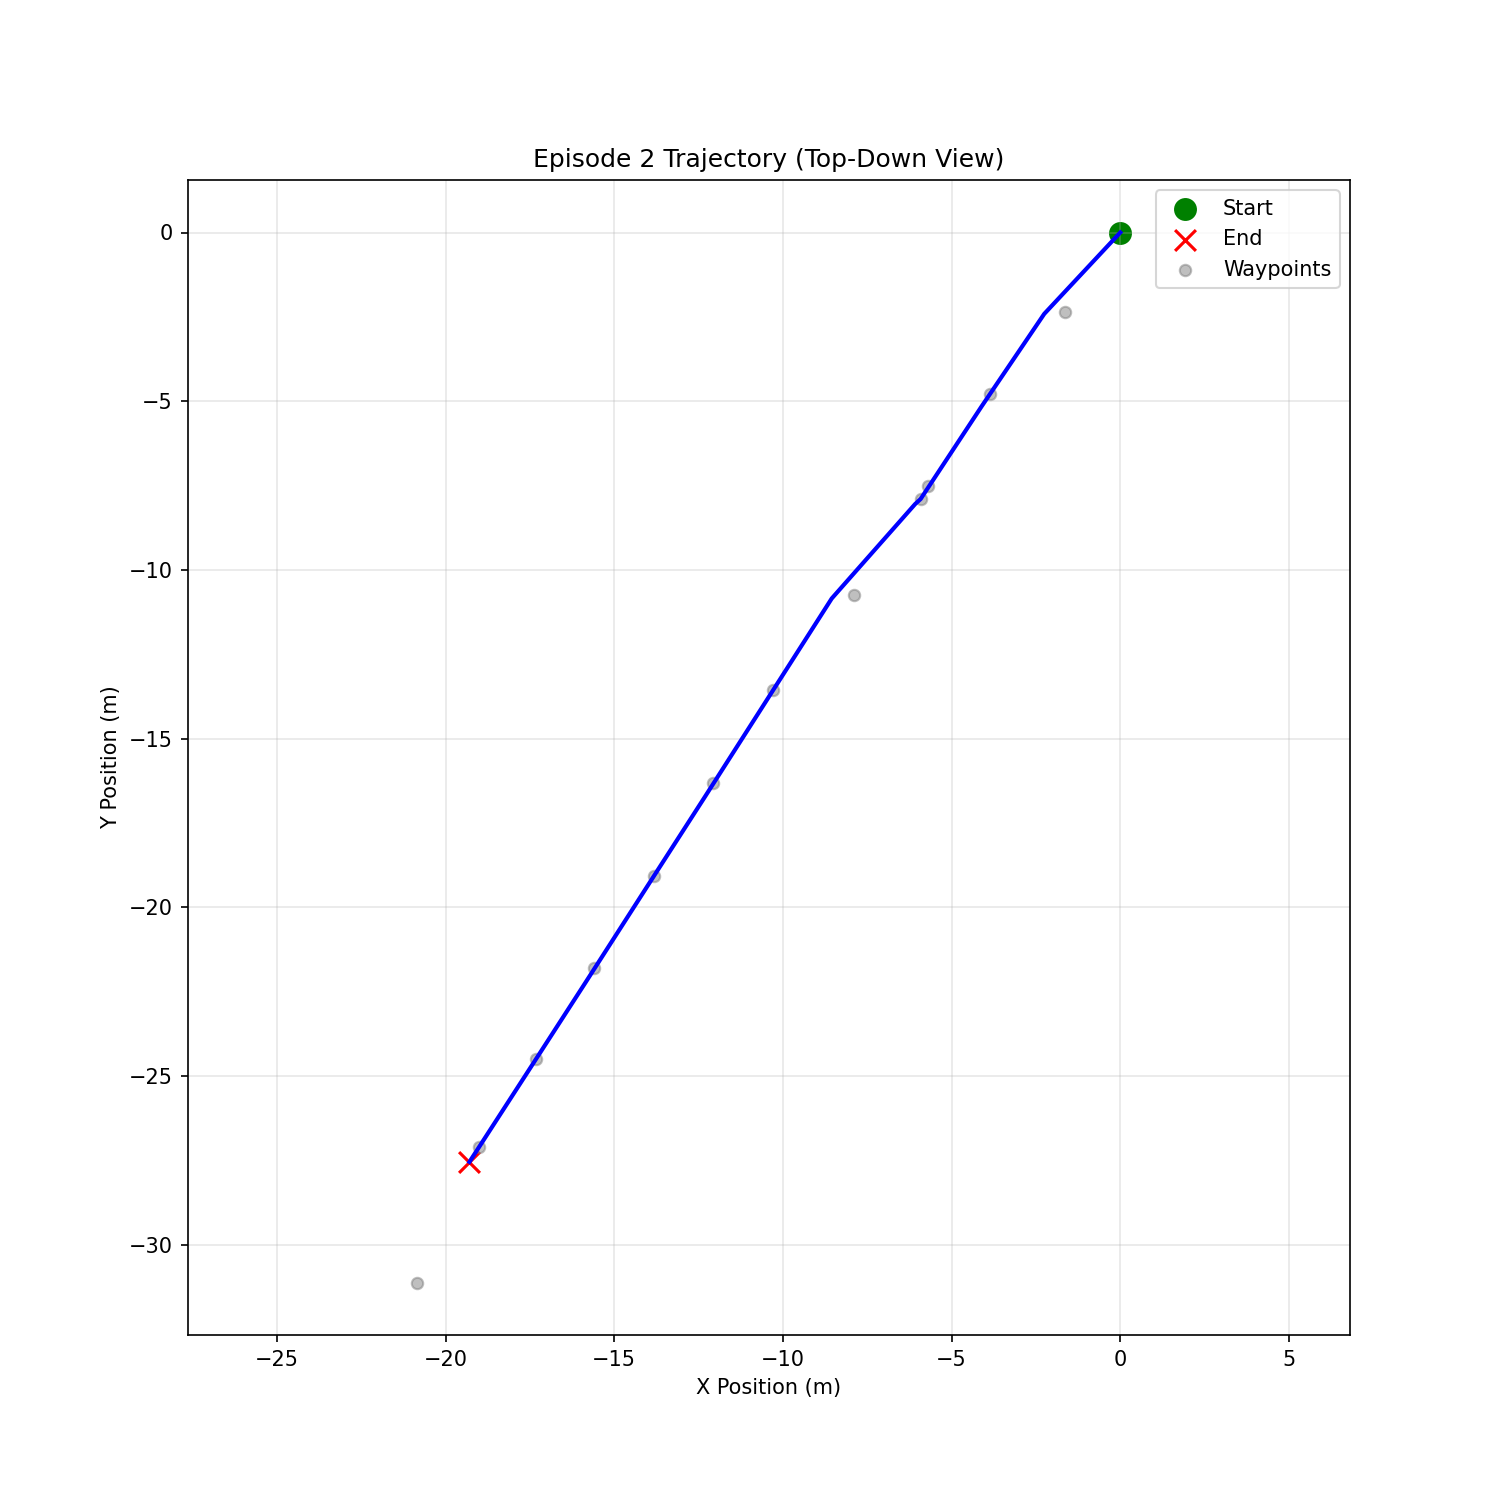 Episode 2 Trajectory (Top-Down View)
Start
End
Waypoints
0
−5
−10
−15
−20
−25
−30
Y Position (m)
−25
−20
−15
−10
−5
0
5
X Position (m)